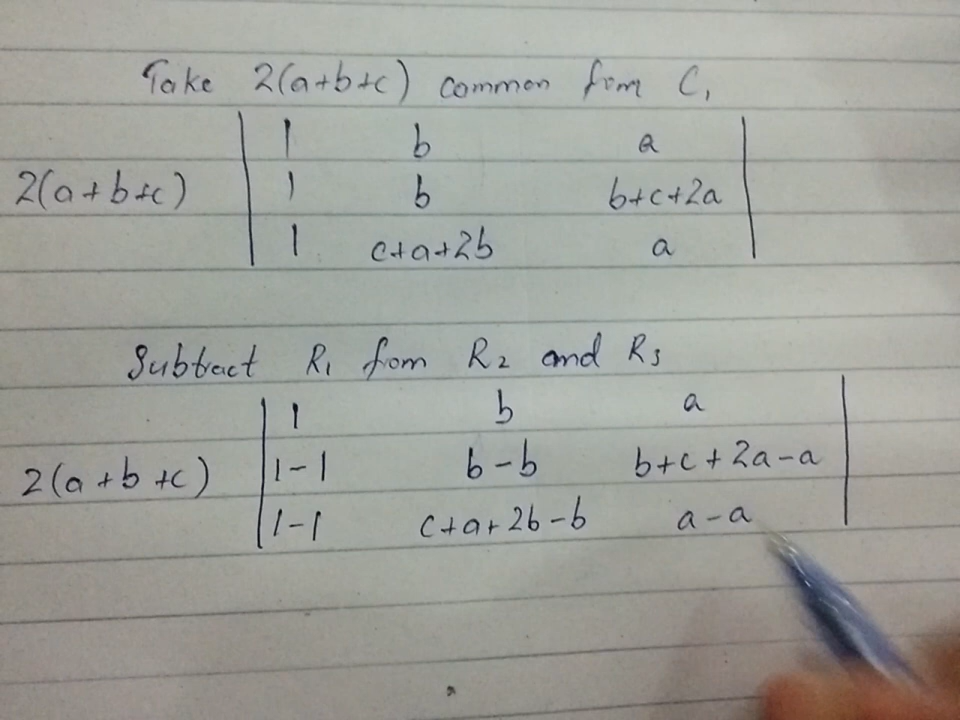 Take 2(a+b+c) common from C₁
1 b a
2(a+b+c) 1 b b+c+2a
1 c+a+2b a
Subtract R₁ from R₂ and R₃
1 b a
2(a+b+c) 1-1 b-b b+c+2a-a
1-1 c+a+2b-b a-a